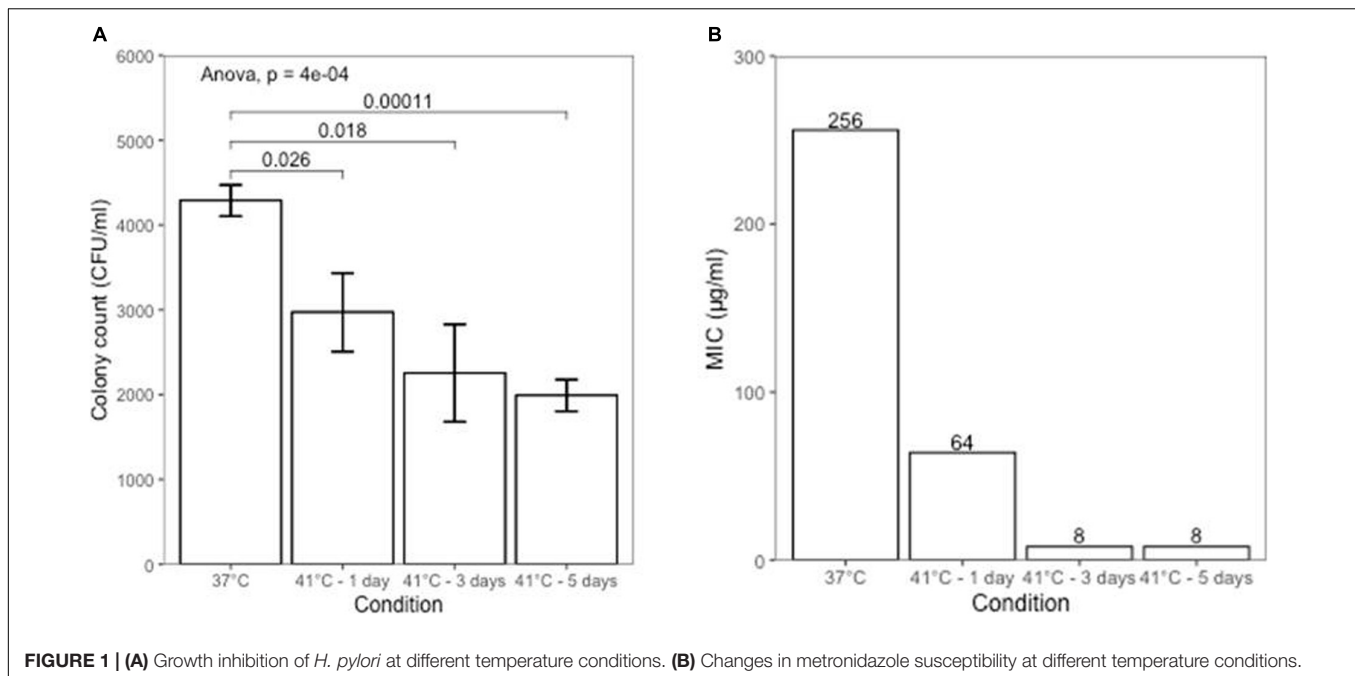 A
Anova, p = 4e-04
0.00011
0.018
0.026
6000
5000
4000
3000
2000
1000
0
Colony count (CFU/ml)
37°C
41°C - 1 day
41°C - 3 days
41°C - 5 days
Condition
B
300
200
100
0
MIC (µg/ml)
256
64
8
8
37°C
41°C - 1 day
41°C - 3 days
41°C - 5 days
Condition
FIGURE 1 | (A) Growth inhibition of H. pylori at different temperature conditions. (B) Changes in metronidazole susceptibility at different temperature conditions.